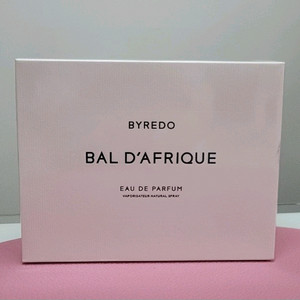 BYREDO
BAL D'AFRIQUE
EAU DE PARFUM
VAPORISATEUR NATURAL SPRAY